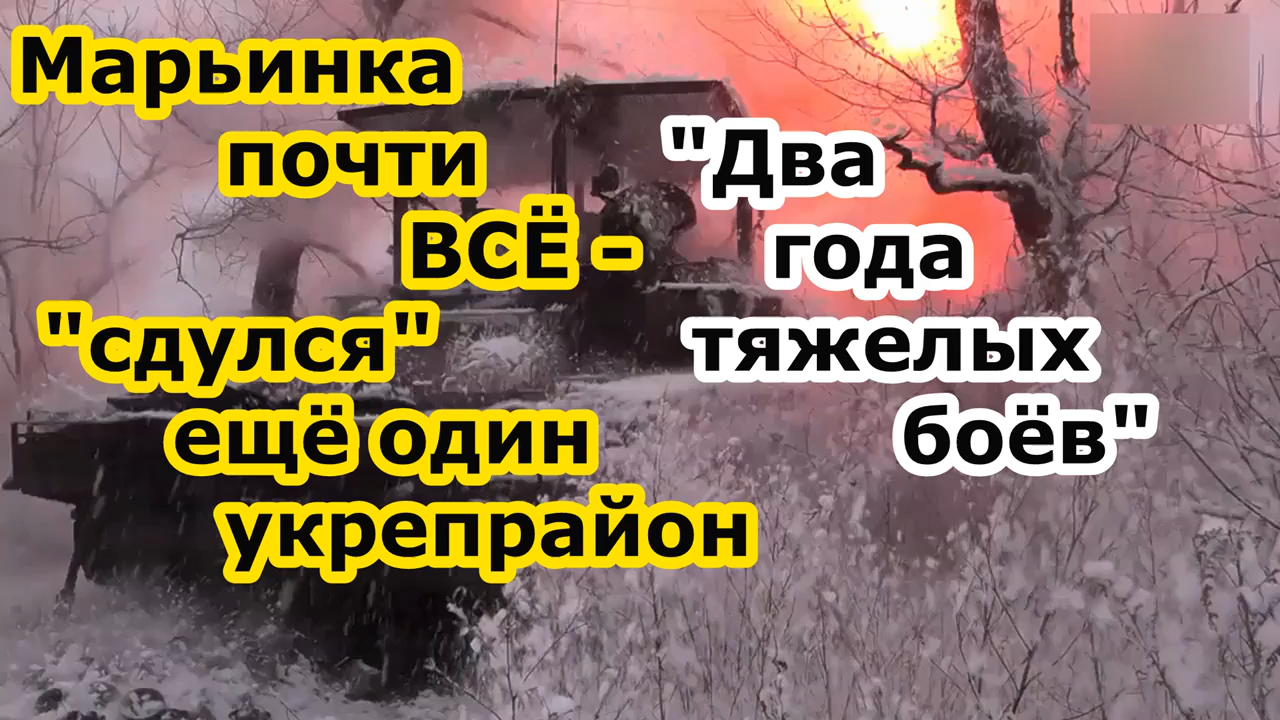 Марьинка
почти
ВСЁ -
"сдулся"
ещё один
укрепрайон
"Два
года
тяжелых
боёв"